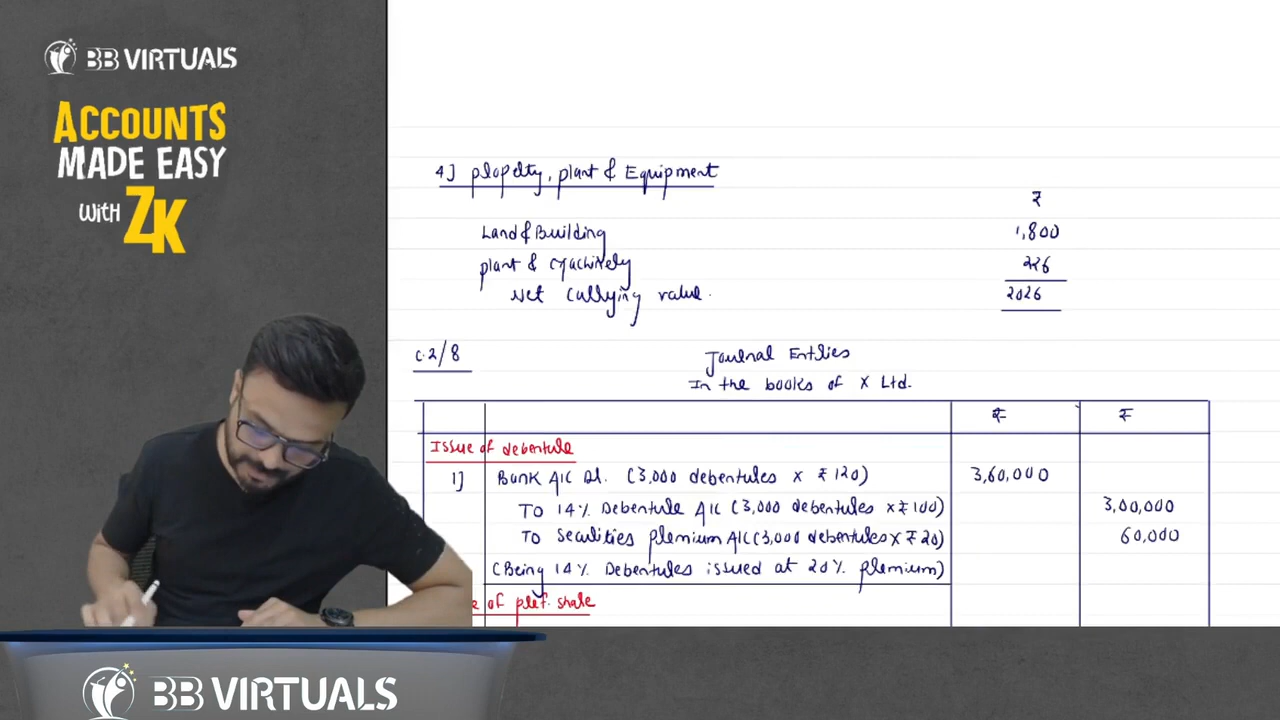 BB VIRTUALS
ACCOUNTS
MADE EASY
WITH ZK
4] Property, plant & Equipment
₹
Land & Building 1,800
plant & Machinery 226
Net carrying value. 2026
C.2/8
Journal Entries
In the books of X Ltd.
₹ ₹
Issue of debenture
1] Bank A/c Dr. (3,000 debentures x ₹120) 3,60,000
To 14% Debenture A/c (3,000 debentures x ₹100) 3,00,000
To Securities premium A/c (3,000 debentures x ₹20) 60,000
(Being 14% Debentures issued at 20% premium)
of pref. share
BB VIRTUALS